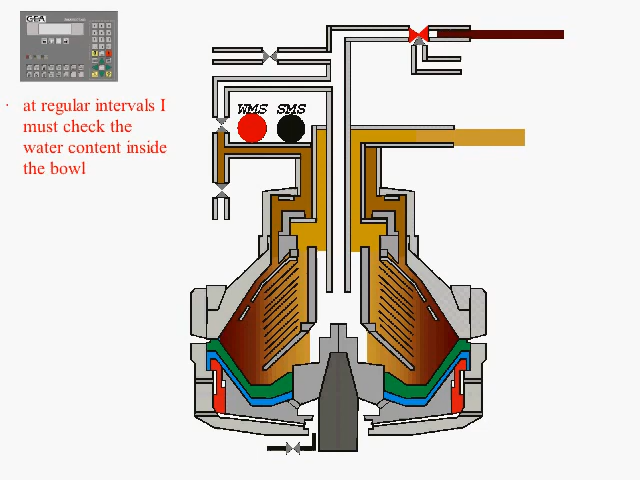 GEA
at regular intervals I
must check the
water content inside
the bowl
WMS SMS